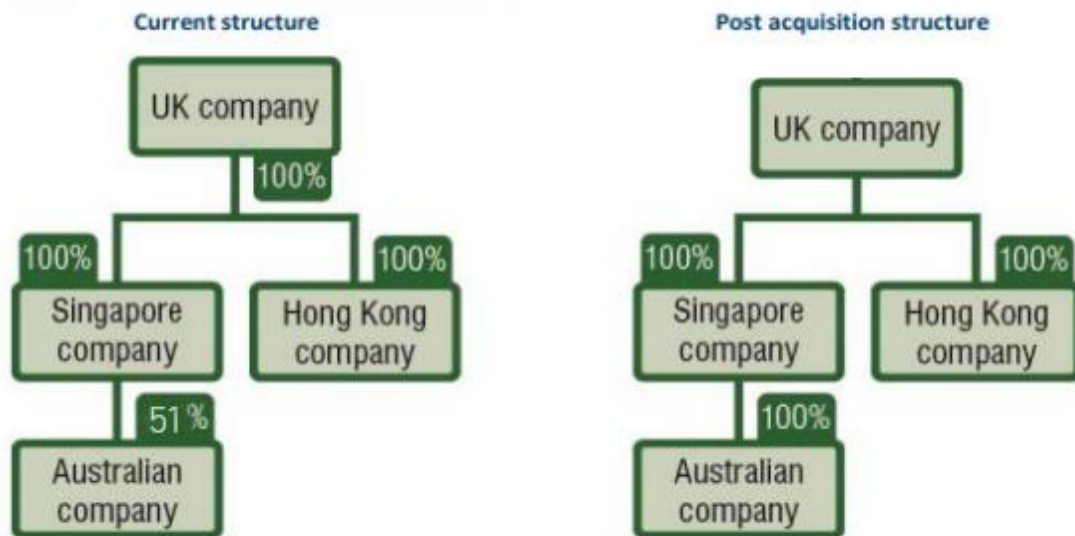 Current structure
UK company
100%
100%
Singapore
company
100%
Hong Kong
company
51%
Australian
company
Post acquisition structure
UK company
100%
Singapore
company
100%
Hong Kong
company
100%
Australian
company